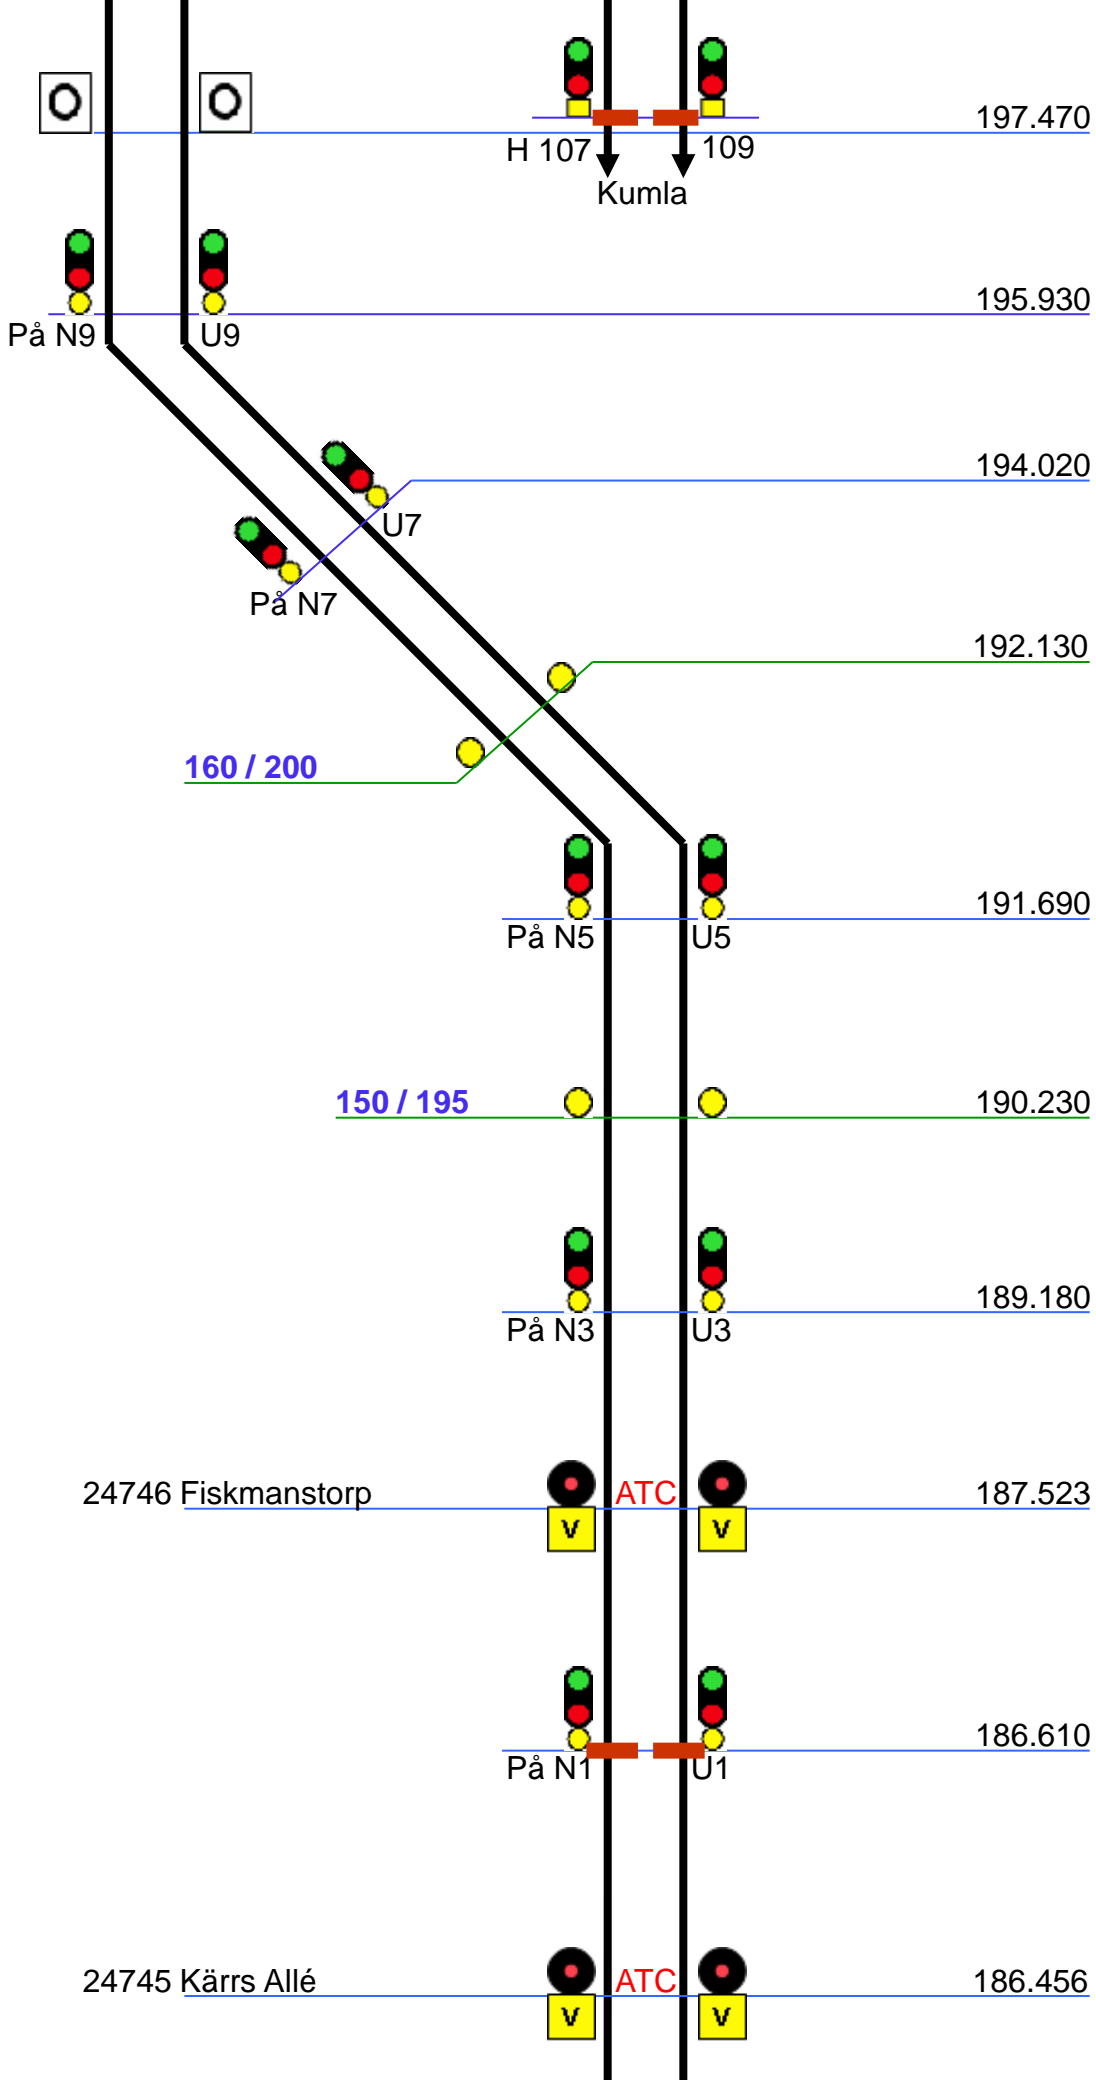 O O 197.470
H 107 109
Kumla
195.930
På N9 U9
194.020
U7
På N7
192.130
160 / 200
191.690
På N5 U5
150 / 195 190.230
189.180
På N3 U3
24746 Fiskmanstorp ATC 187.523
V V
186.610
På N1 U1
24745 Kärrs Allé ATC 186.456
V V